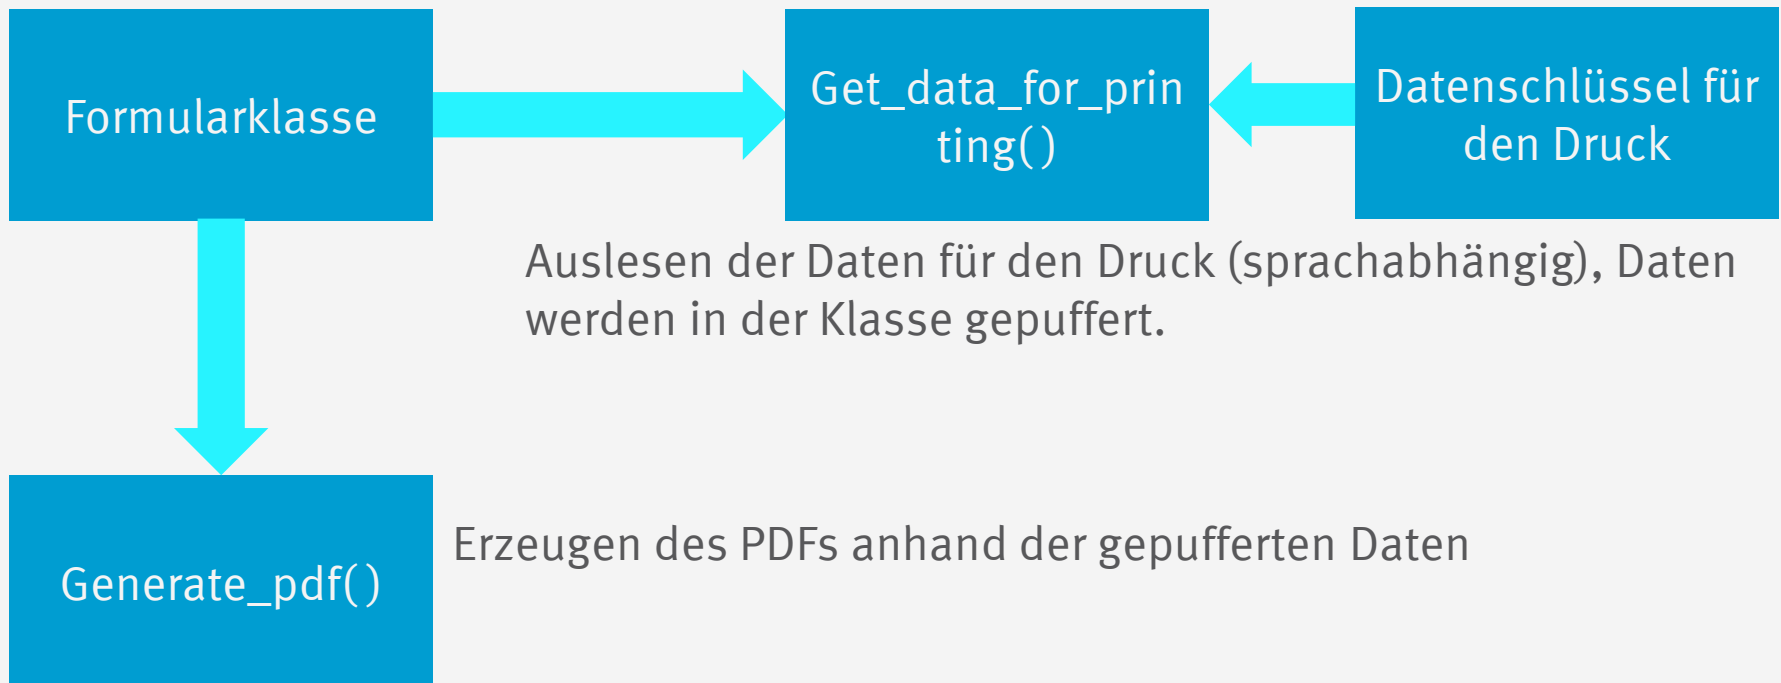 Formularklasse
Get_data_for_prin
ting()
Datenschlüssel für
den Druck
Auslesen der Daten für den Druck (sprachabhängig), Daten
werden in der Klasse gepuffert.
Generate_pdf()
Erzeugen des PDFs anhand der gepufferten Daten